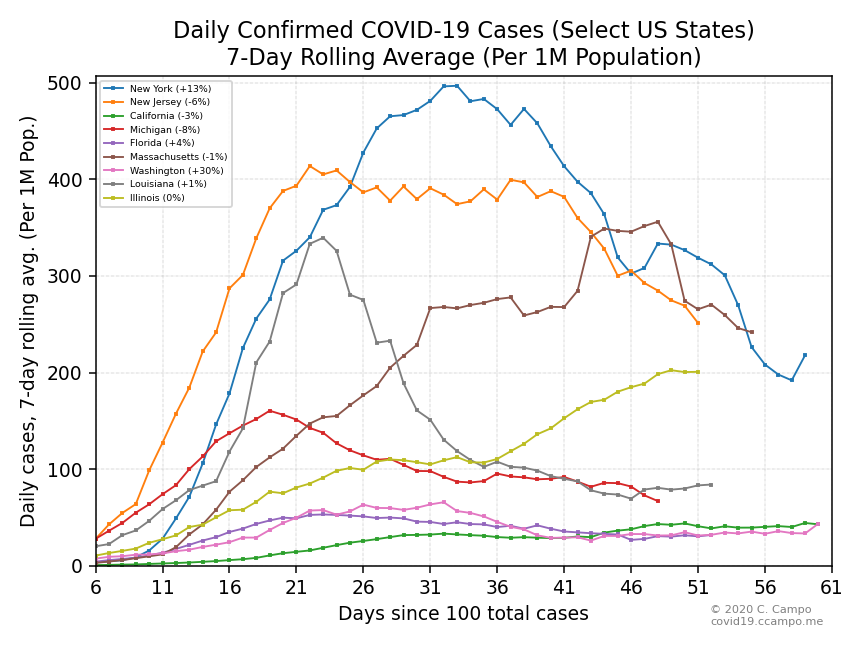 Daily Confirmed COVID-19 Cases (Select US States)
7-Day Rolling Average (Per 1M Population)
Daily cases, 7-day rolling avg. (Per 1M Pop.)
500
400
300
200
100
0
New York (+13%)
New Jersey (-6%)
California (-3%)
Michigan (-8%)
Florida (+4%)
Massachusetts (-1%)
Washington (+30%)
Louisiana (+1%)
Illinois (0%)
6 11 16 21 26 31 36 41 46 51 56 61
Days since 100 total cases
© 2020 C. Campo
covid19.ccampo.me